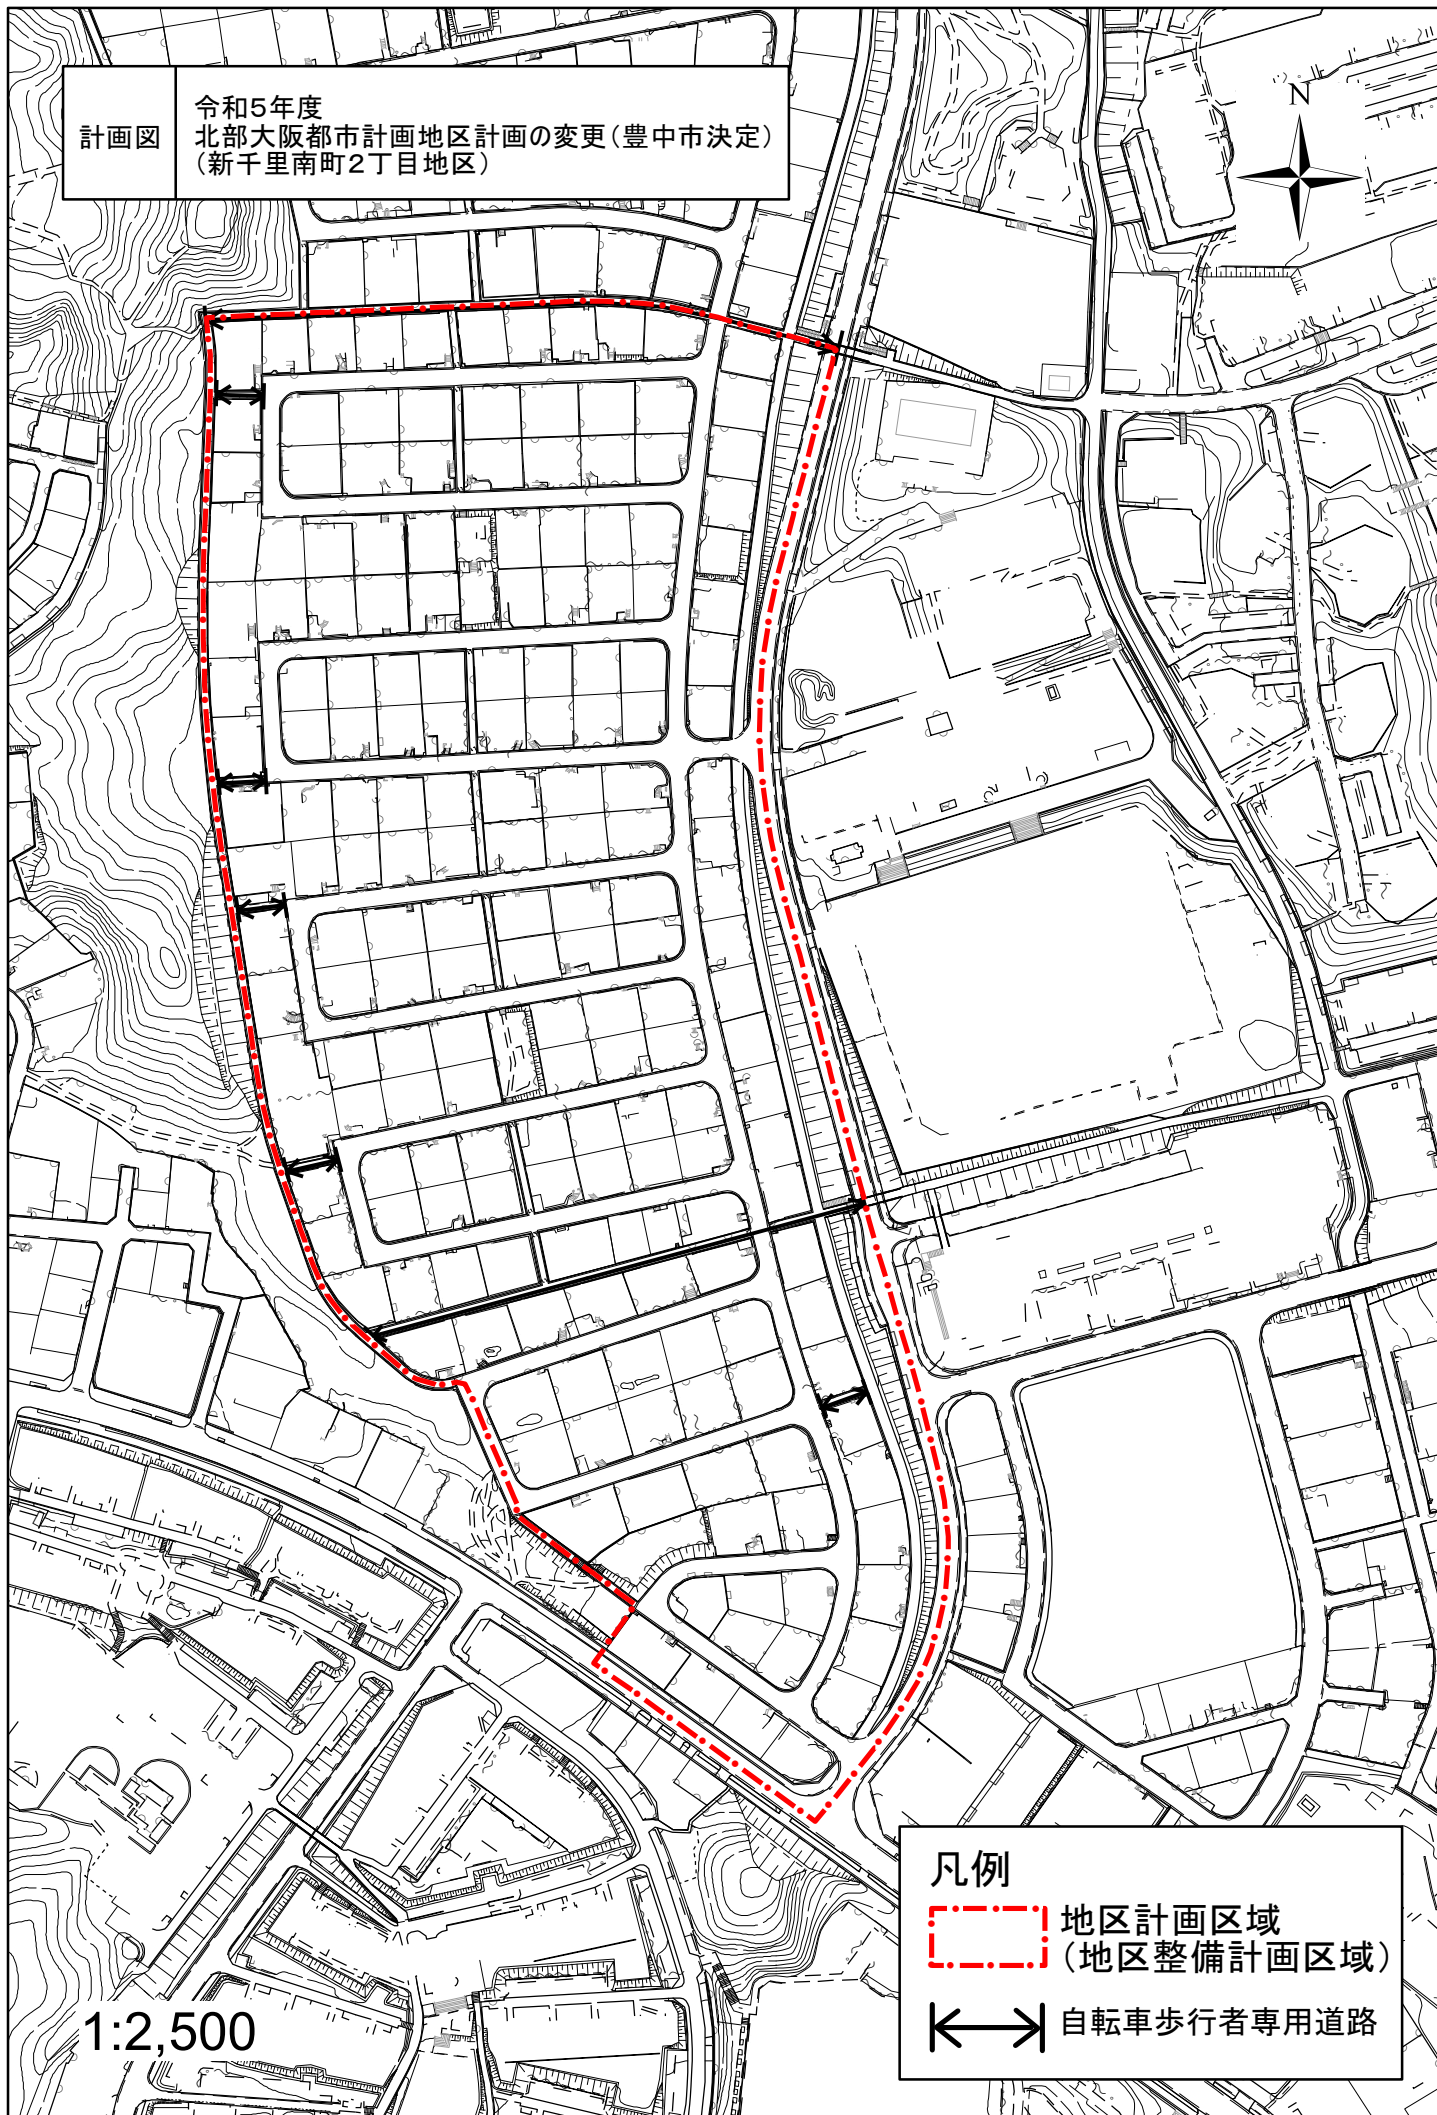 計画図
令和5年度
北部大阪都市計画地区計画の変更(豊中市決定)
(新千里南町2丁目地区)
N
凡例
地区計画区域
(地区整備計画区域)
自転車歩行者専用道路
1:2,500